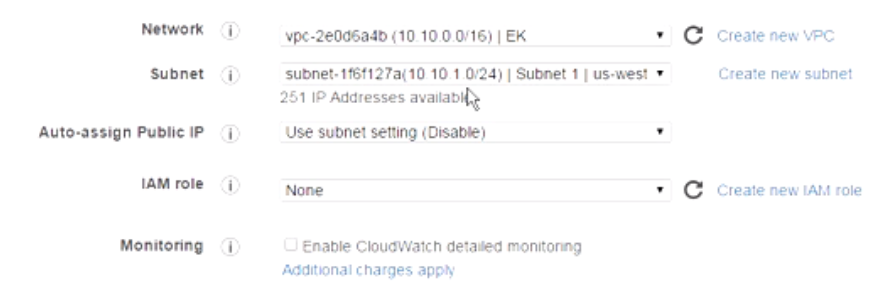 Network vpc-2e0d6a4b (10.10.0.0/16) | EK Create new VPC
Subnet subnet-1f6f127a(10.10.1.0/24) | Subnet 1 | us-west Create new subnet
251 IP Addresses available
Auto-assign Public IP Use subnet setting (Disable)
IAM role None Create new IAM role
Monitoring Enable CloudWatch detailed monitoring
Additional charges apply